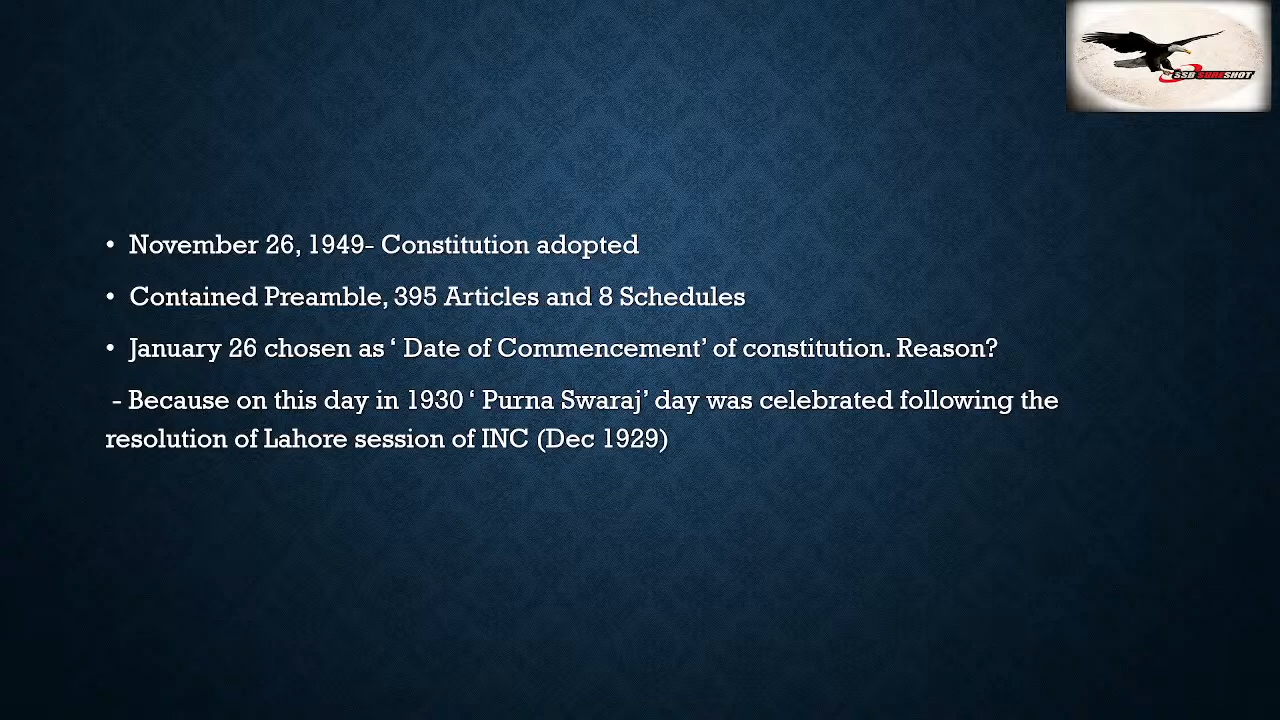 SSB SURESHOT
• November 26, 1949- Constitution adopted
• Contained Preamble, 395 Articles and 8 Schedules
• January 26 chosen as ‘ Date of Commencement’ of constitution. Reason?
- Because on this day in 1930 ‘ Purna Swaraj’ day was celebrated following the
resolution of Lahore session of INC (Dec 1929)